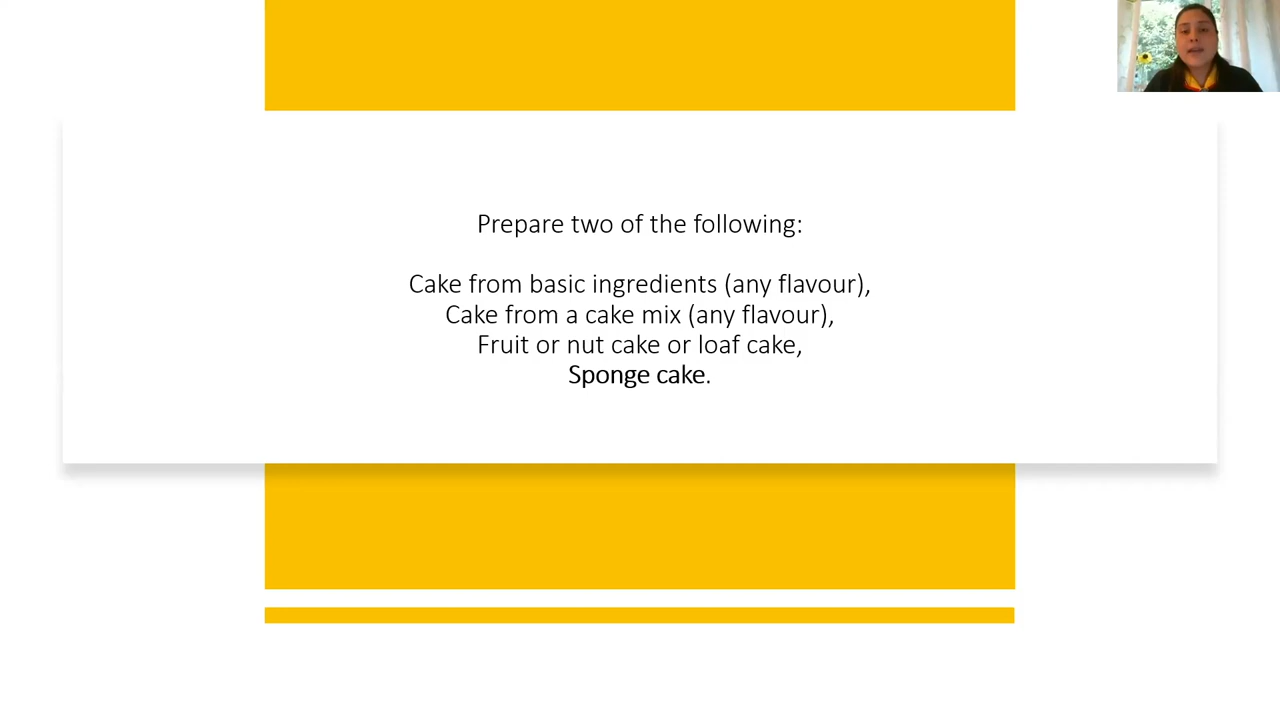 Prepare two of the following:
Cake from basic ingredients (any flavour),
Cake from a cake mix (any flavour),
Fruit or nut cake or loaf cake,
Sponge cake.